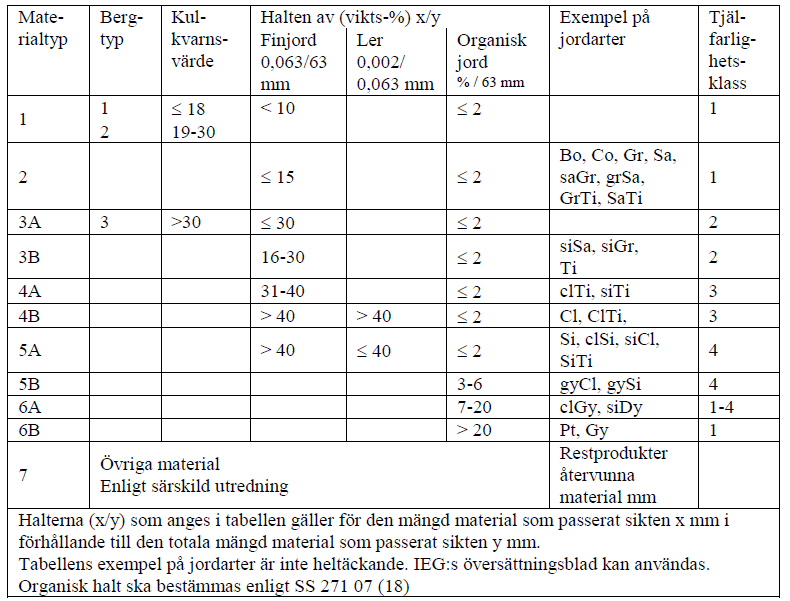 Mate-
rialtyp
Berg-
typ
Kul-
kvarns-
värde
Halten av (vikts-%) x/y
Finjord
0,063/63
mm
Ler
0,002/
0,063 mm
Organisk
jord
% / 63 mm
Exempel på
jordarter
Tjäl-
farlig-
hets-
klass
1
1
2
≤ 18
19-30
< 10
≤ 2
1
2
≤ 15
≤ 2
Bo, Co, Gr, Sa,
saGr, grSa,
GrTi, SaTi
1
3A
3
>30
≤ 30
≤ 2
2
3B
16-30
≤ 2
siSa, siGr,
Ti
2
4A
31-40
≤ 2
clTi, siTi
3
4B
> 40
> 40
≤ 2
Cl, ClTi,
3
5A
> 40
≤ 40
≤ 2
Si, clSi, siCl,
SiTi
4
5B
3-6
gyCl, gySi
4
6A
7-20
clGy, siDy
1-4
6B
> 20
Pt, Gy
1
7
Övriga material
Enligt särskild utredning
Restprodukter
återvunna
material mm
Halterna (x/y) som anges i tabellen gäller för den mängd material som passerat sikten x mm i
förhållande till den totala mängd material som passerat sikten y mm.
Tabellens exempel på jordarter är inte heltäckande. IEG:s översättningsblad kan användas.
Organisk halt ska bestämmas enligt SS 271 07 (18)